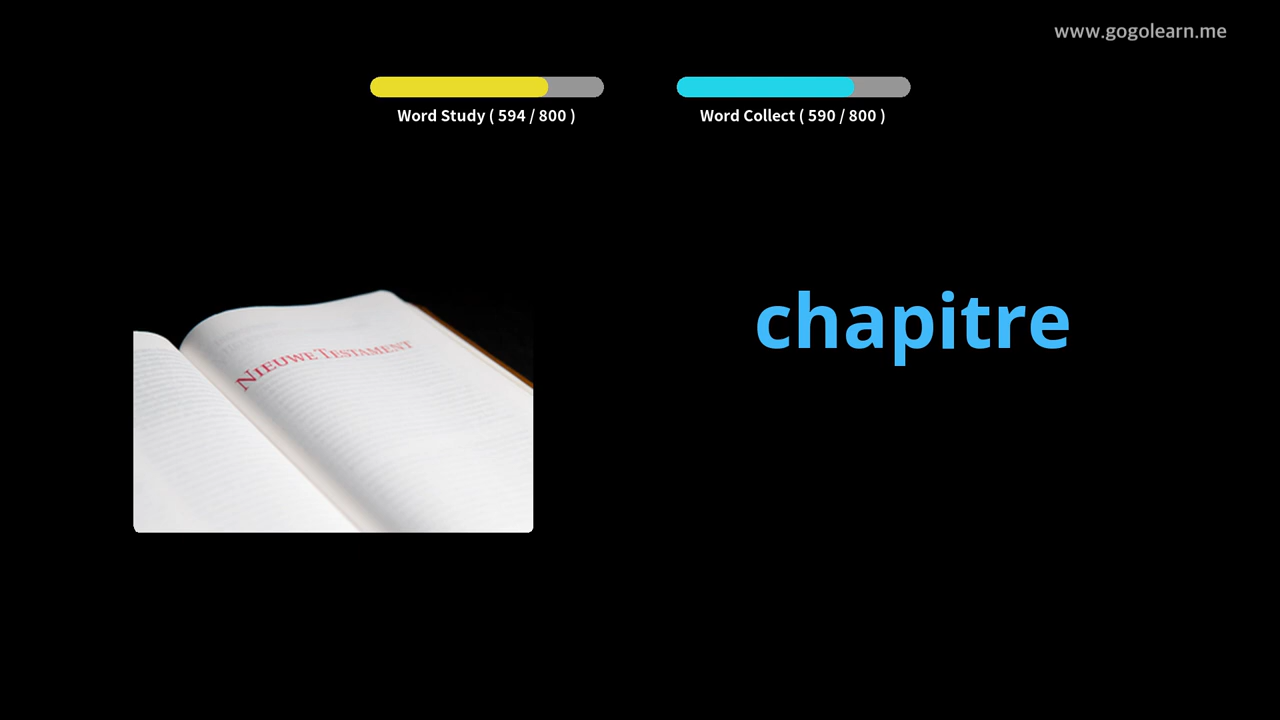 www.gogolearn.me
Word Study ( 594 / 800 )
Word Collect ( 590 / 800 )
chapitre
NIEUWE TESTAMENT